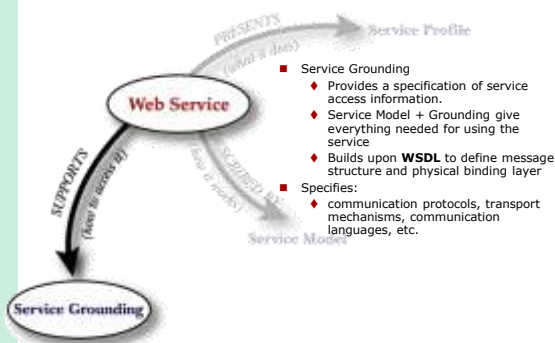 PRESENTS
(what it does)
Service Profile
Web Service
SUPPORTS
(how to access it)
DESCRIBED BY
(how it works)
Service Model
Service Grounding
■ Service Grounding
♦ Provides a specification of service
access information.
♦ Service Model + Grounding give
everything needed for using the
service
♦ Builds upon WSDL to define message
structure and physical binding layer
■ Specifies:
♦ communication protocols, transport
mechanisms, communication
languages, etc.